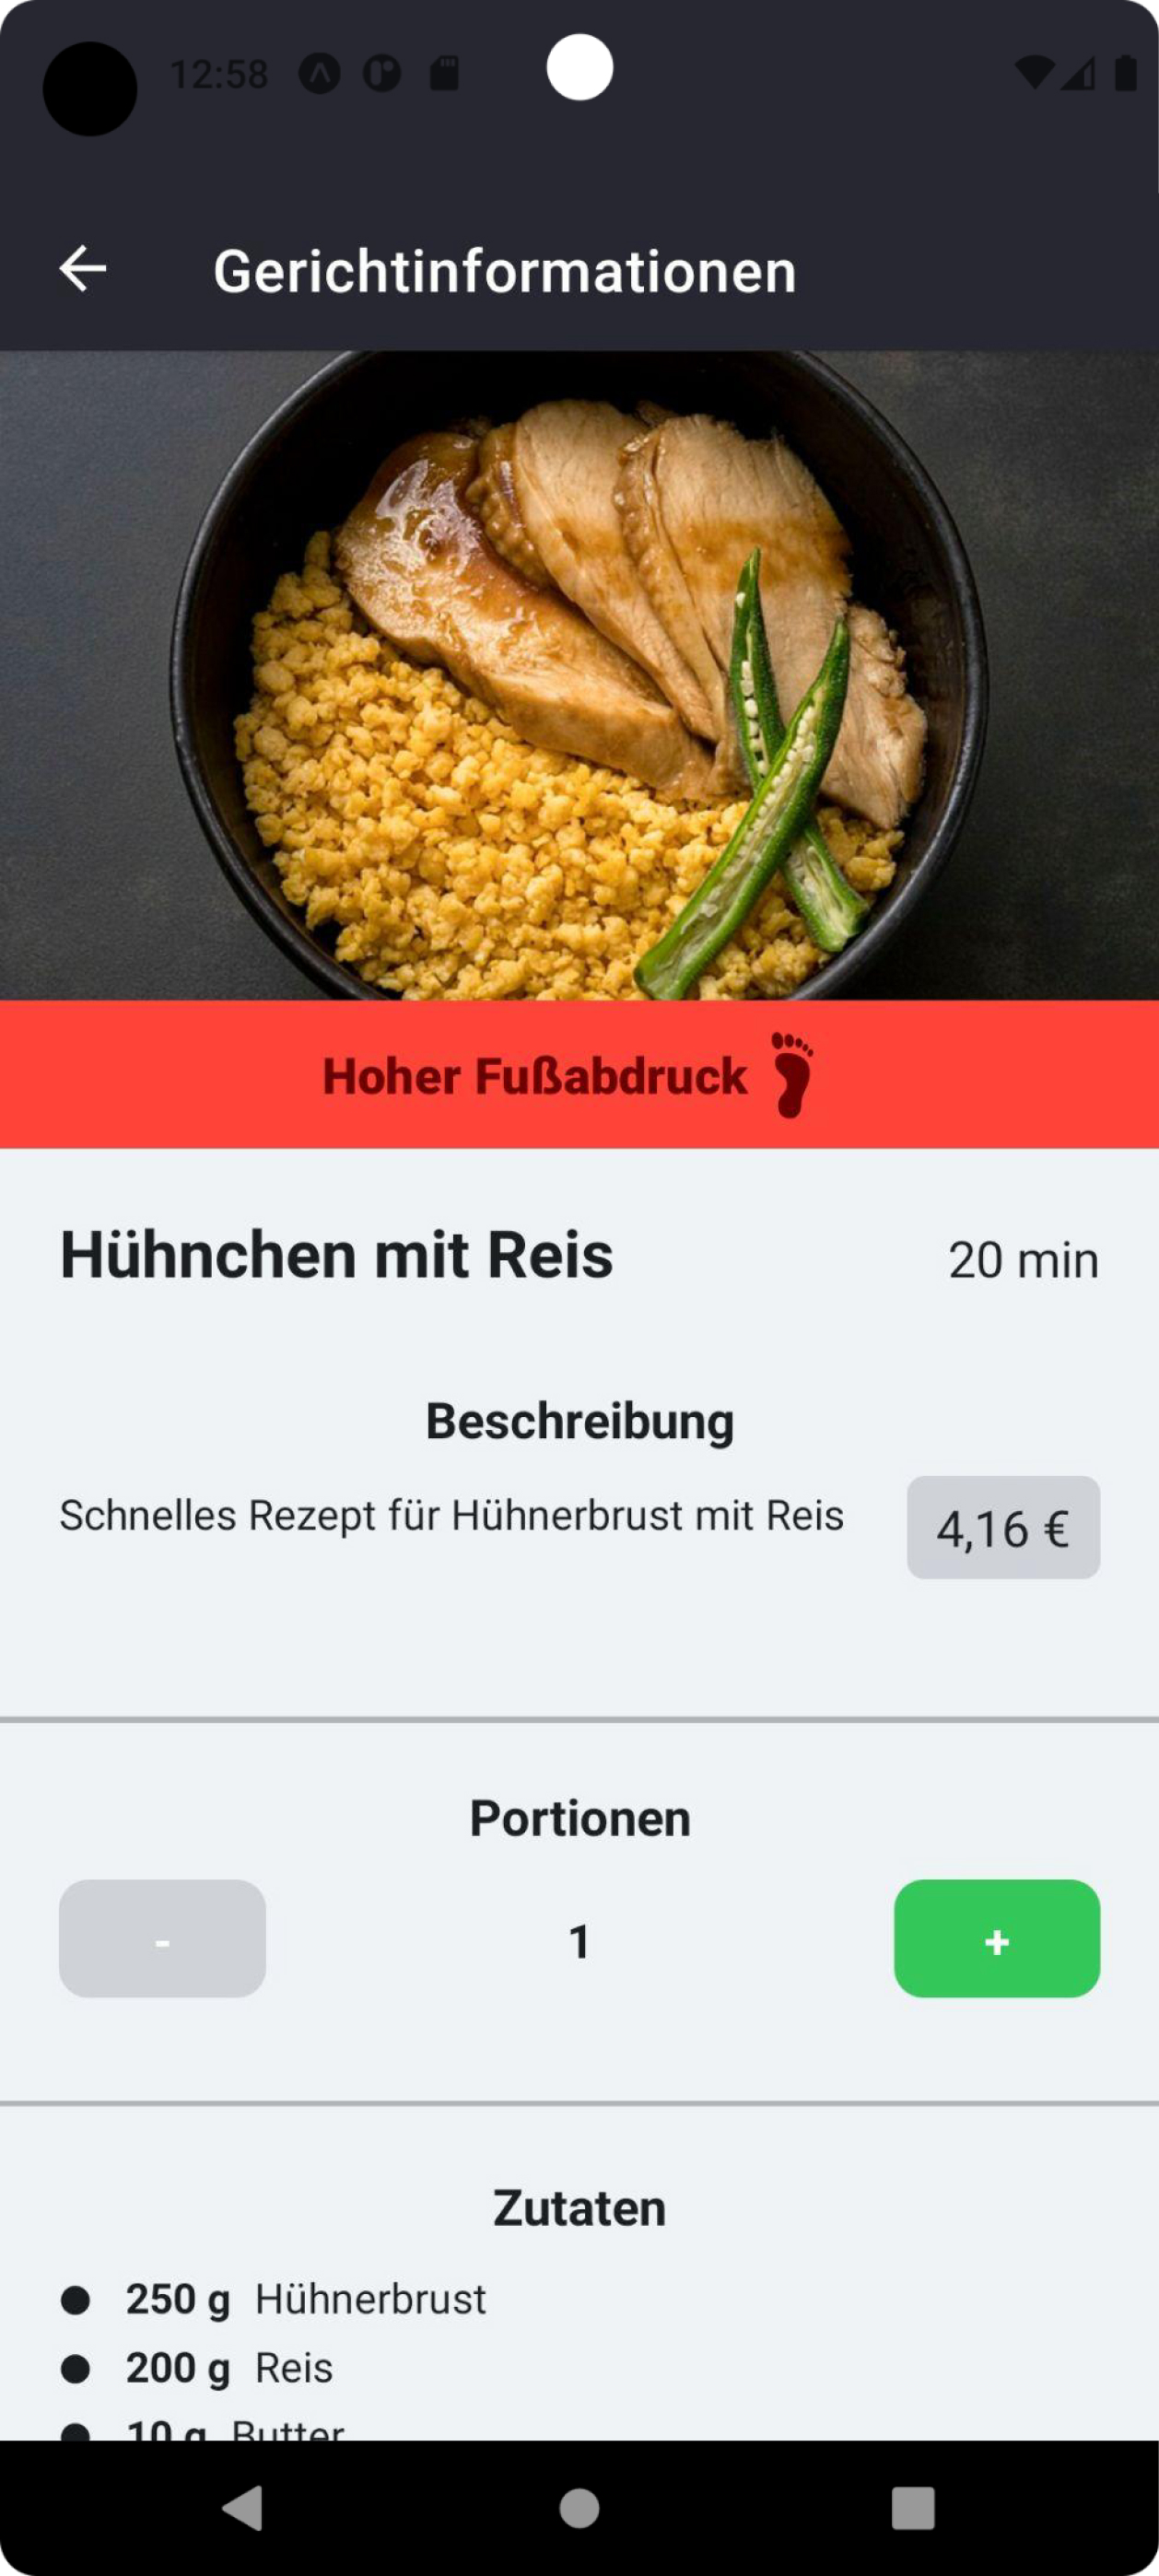 12:58
Gerichtinformationen
Hoher Fußabdruck
Hühnchen mit Reis
20 min
Beschreibung
Schnelles Rezept für Hühnerbrust mit Reis
4,16 €
Portionen
-
1
+
Zutaten
250 g Hühnerbrust
200 g Reis
10 g Butter